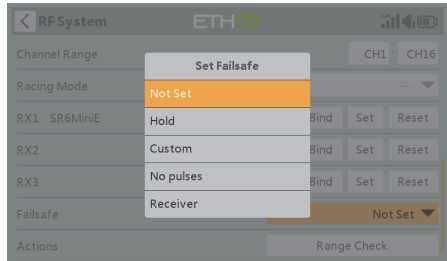 < RF System ETHOS
Channel Range CH1 - CH16
Set Failsafe
Racing Mode ---
Not Set
RX1 SR6MiniE Bind Set Reset
Hold
RX2 Bind Set Reset
Custom
RX3 Bind Set Reset
No pulses
Receiver
Failsafe Not Set
Actions Range Check